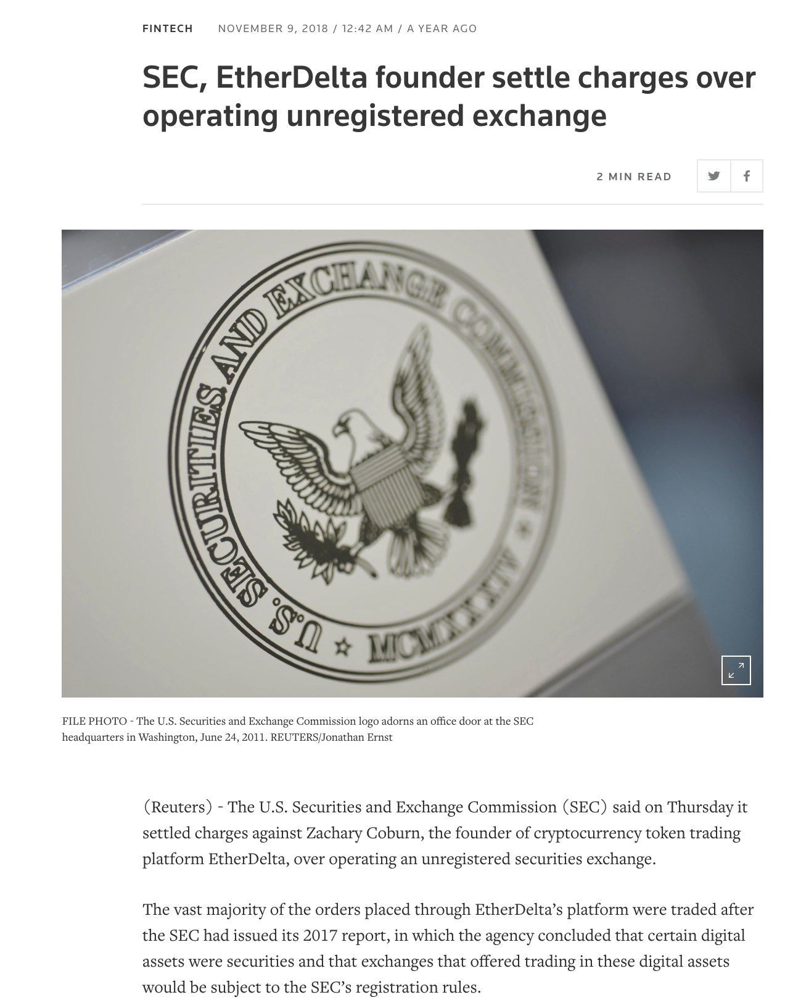 FINTECH NOVEMBER 9, 2018 / 12:42 AM / A YEAR AGO
SEC, EtherDelta founder settle charges over
operating unregistered exchange
2 MIN READ
U.S. SECURITIES AND EXCHANGE COMMISSION
MCMXXXIV
FILE PHOTO - The U.S. Securities and Exchange Commission logo adorns an office door at the SEC
headquarters in Washington, June 24, 2011. REUTERS/Jonathan Ernst
(Reuters) - The U.S. Securities and Exchange Commission (SEC) said on Thursday it
settled charges against Zachary Coburn, the founder of cryptocurrency token trading
platform EtherDelta, over operating an unregistered securities exchange.
The vast majority of the orders placed through EtherDelta’s platform were traded after
the SEC had issued its 2017 report, in which the agency concluded that certain digital
assets were securities and that exchanges that offered trading in these digital assets
would be subject to the SEC’s registration rules.